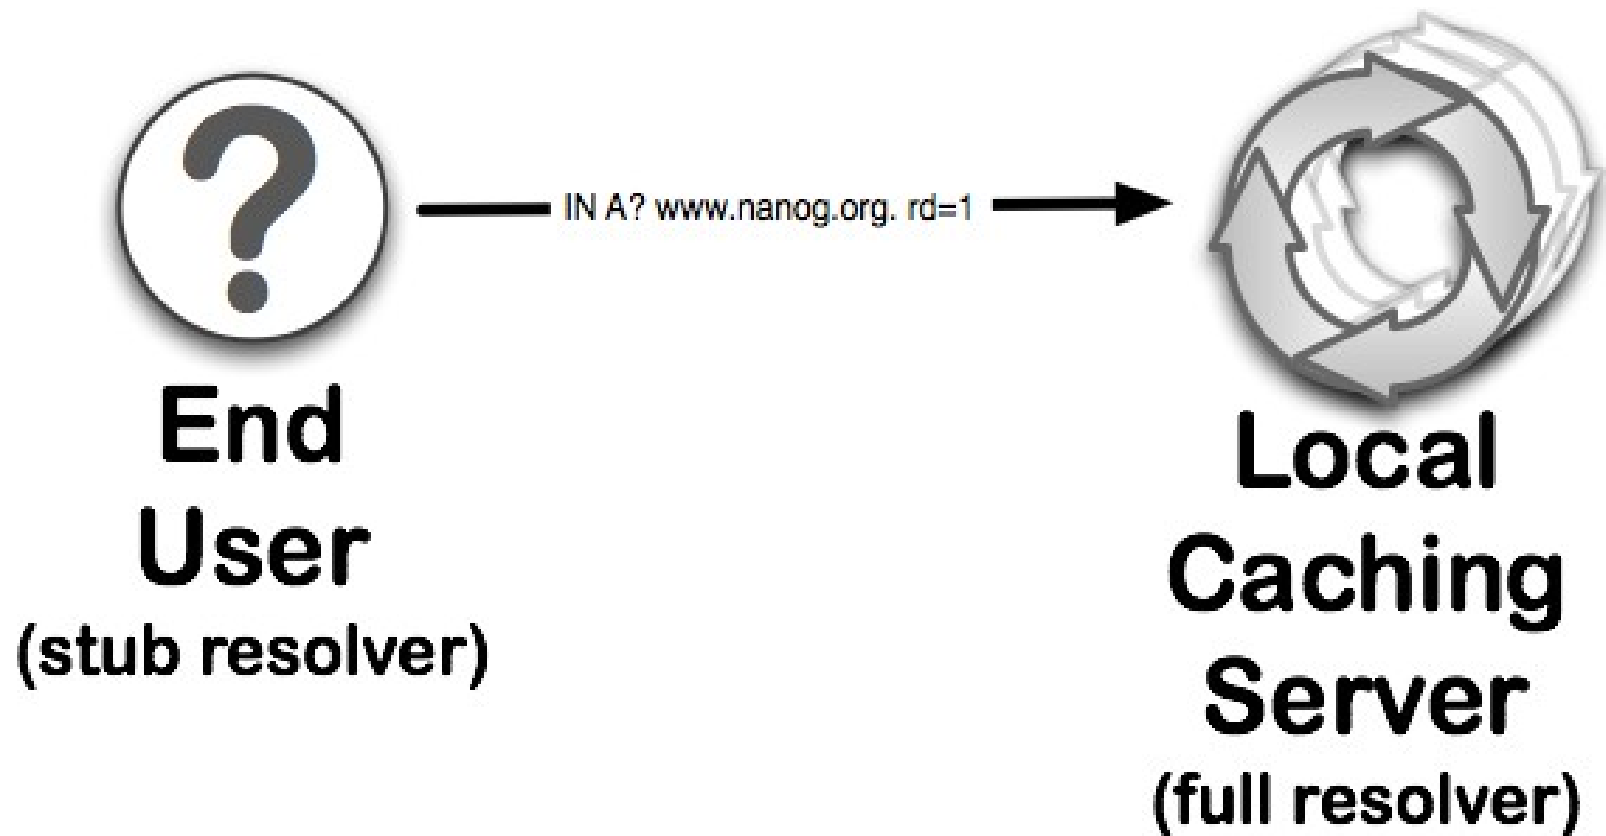 ?
IN A? www.nanog.org. rd=1
End
User
(stub resolver)
Local
Caching
Server
(full resolver)